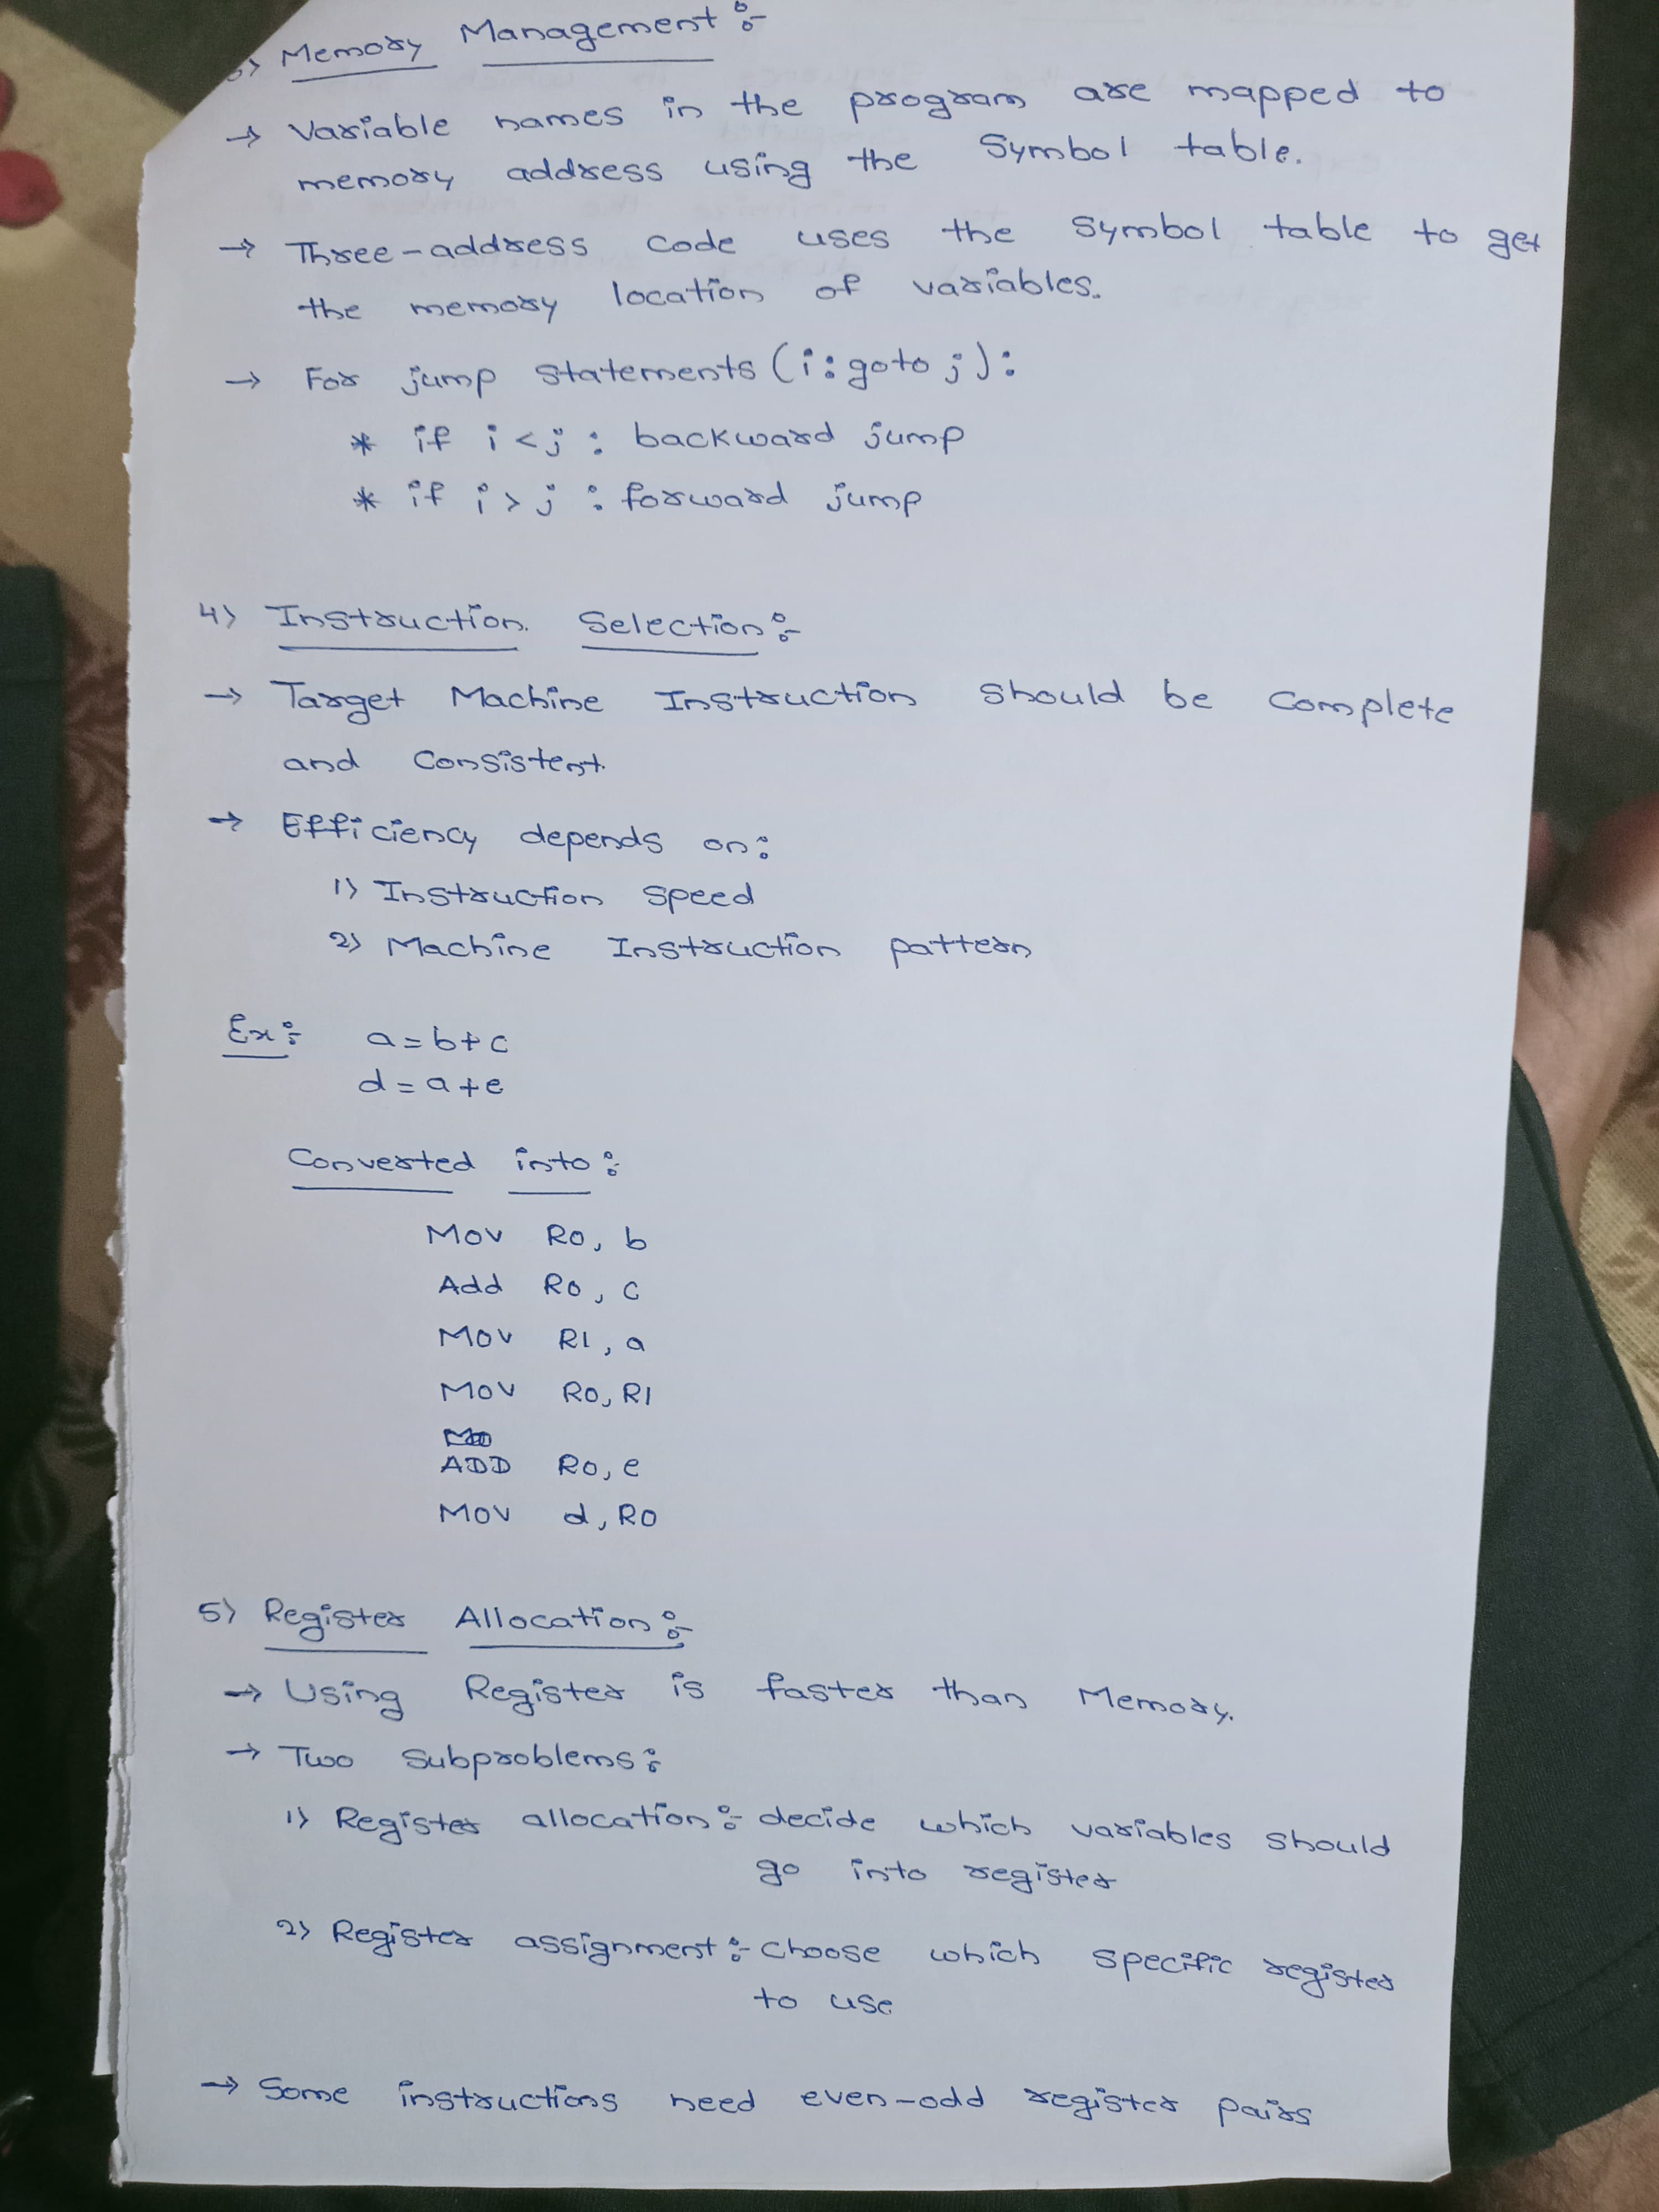 3) Memory Management :-
→ Variable names in the program are mapped to
memory address using the Symbol table.
→ Three-address code uses the symbol table to get
the memory location of variables.
→ For jump statements (i : goto j) :
* if i < j : backward jump
* if i > j : forward jump
4) Instruction Selection :-
→ Target Machine Instruction should be complete
and consistent.
→ Efficiency depends on :
1) Instruction speed
2) Machine Instruction pattern
Ex :- a = b + c
d = a + e
Converted into :
MOV R0, b
Add R0, c
MOV R1, a
MOV R0, R1
ADD R0, e
MOV d, R0
5) Register Allocation :-
→ Using Register is faster than Memory.
→ Two subproblems :
1) Register allocation :- decide which variables should
go into register
2) Register assignment :- choose which specific register
to use
→ Some instructions need even-odd register pairs